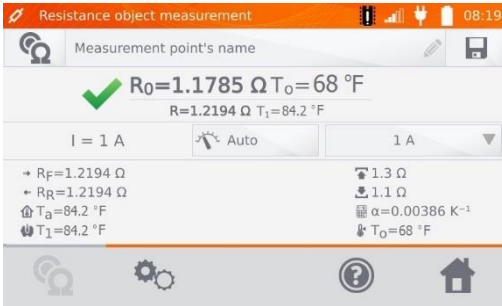 Resistance object measurement 08:19
Measurement point's name
R₀=1.1785 Ω T₀=68 °F
R=1.2194 Ω T₁=84.2 °F
I = 1 A Auto 1 A
→ RF=1.2194 Ω 1.3 Ω
← RR=1.2194 Ω 1.1 Ω
Ta=84.2 °F α=0.00386 K⁻¹
T₁=84.2 °F T₀=68 °F